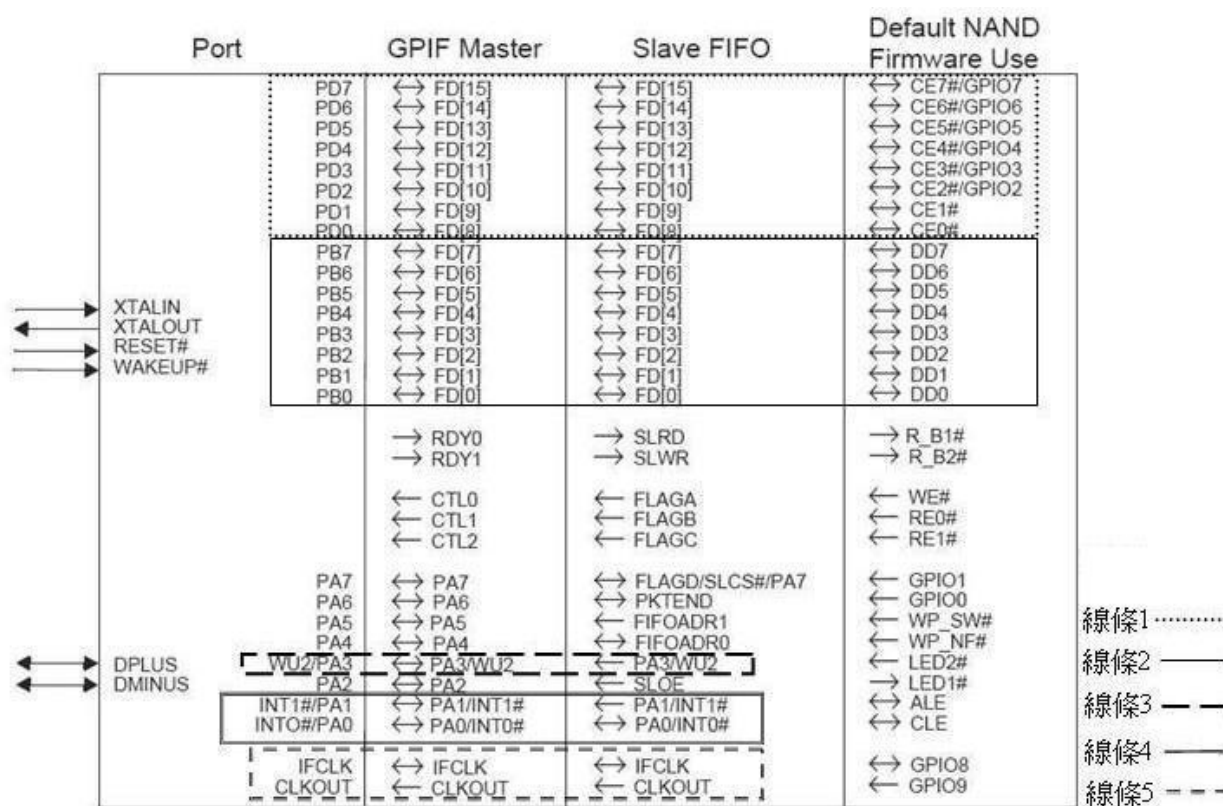 Port GPIF Master Slave FIFO Default NAND
Firmware Use
PD7 FD[15] FD[15] CE7#/GPIO7
PD6 FD[14] FD[14] CE6#/GPIO6
PD5 FD[13] FD[13] CE5#/GPIO5
PD4 FD[12] FD[12] CE4#/GPIO4
PD3 FD[11] FD[11] CE3#/GPIO3
PD2 FD[10] FD[10] CE2#/GPIO2
PD1 FD[9] FD[9] CE1#
PD0 FD[8] FD[8] CE0#
PB7 FD[7] FD[7] DD7
PB6 FD[6] FD[6] DD6
PB5 FD[5] FD[5] DD5
XTALIN PB4 FD[4] FD[4] DD4
XTALOUT PB3 FD[3] FD[3] DD3
RESET# PB2 FD[2] FD[2] DD2
WAKEUP# PB1 FD[1] FD[1] DD1
PB0 FD[0] FD[0] DD0
RDY0 SLRD R_B1#
RDY1 SLWR R_B2#
CTL0 FLAGA WE#
CTL1 FLAGB RE0#
CTL2 FLAGC RE1#
PA7 PA7 FLAGD/SLCS#/PA7 GPIO1
PA6 PA6 PKTEND GPIO0
PA5 PA5 FIFOADR1 WP_SW#
PA4 PA4 FIFOADR0 WP_NF#
DPLUS WU2/PA3 PA3/WU2 PA3/WU2 LED2#
DMINUS PA2 PA2 SLOE LED1#
INT1#/PA1 PA1/INT1# PA1/INT1# ALE
INTO#/PA0 PA0/INT0# PA0/INT0# CLE
IFCLK IFCLK IFCLK GPIO8
CLKOUT CLKOUT CLKOUT GPIO9
線條1
線條2
線條3
線條4
線條5